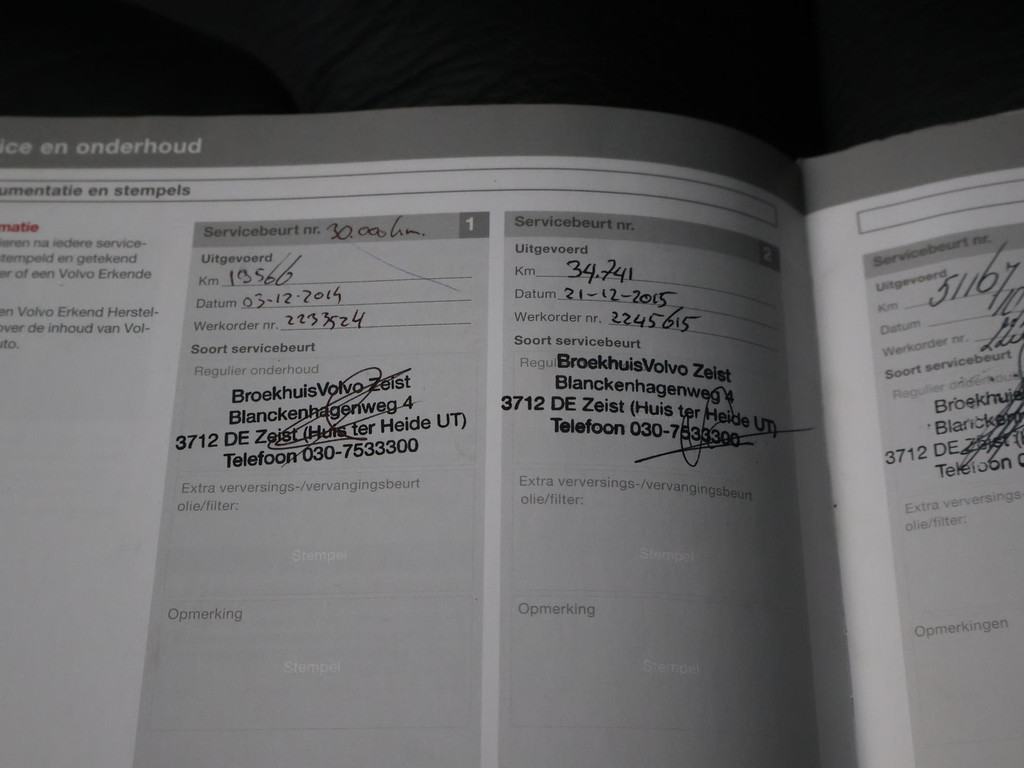 ice en onderhoud
umentatie en stempels
matie
ieren na iedere service-
stempeld en getekend
er of een Volvo Erkende
en Volvo Erkend Herstel-
over de inhoud van Vol-
uto.
Servicebeurt nr. 30.000 km. 1
Uitgevoerd
Km 19566
Datum 03-12-2014
Werkorder nr. 2233524
Soort servicebeurt
Regulier onderhoud
BroekhuisVolvo Zeist
Blanckenhagenweg 4
3712 DE Zeist (Huis ter Heide UT)
Telefoon 030-7533300
Extra verversings-/vervangingsbeurt
olie/filter:
Stempel
Opmerking
Stempel
Servicebeurt nr. 2
Uitgevoerd
Km 34.741
Datum 21-12-2015
Werkorder nr. 2245615
Soort servicebeurt
Regul
BroekhuisVolvo Zeist
Blanckenhagenweg 4
3712 DE Zeist (Huis ter Heide UT)
Telefoon 030-7533300
Extra verversings-/vervangingsbeurt
olie/filter:
Stempel
Opmerking
Stempel
Servicebeurt nr.
Uitgevoerd
Km 51167
Datum
Werkorder nr.
Soort servicebeurt
Regulier onderhou
Broekhuis
Blancken
3712 DE Zeist (
Telefoon 0
Extra verversings-
olie/filter:
Opmerkingen